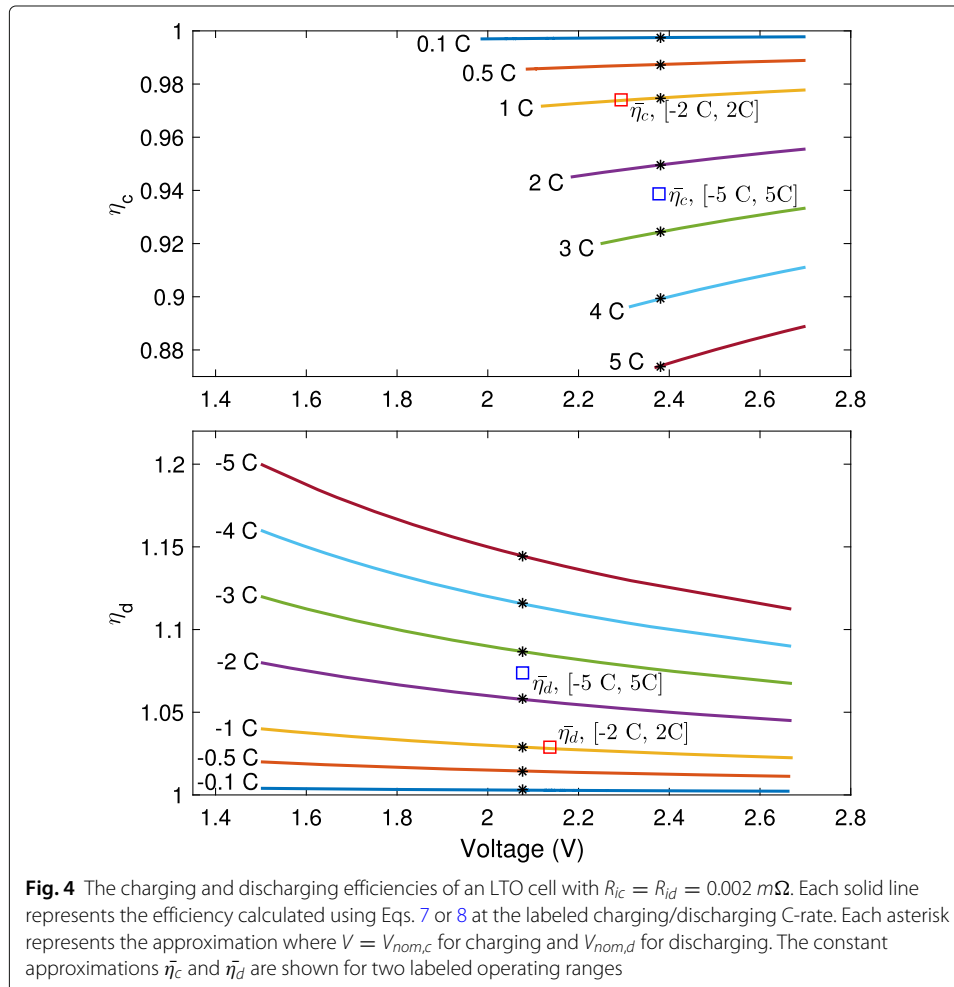 1
0.1 C
0.98
0.5 C
1 C
η̄c, [-2 C, 2C]
0.96
2 C
0.94
η̄c, [-5 C, 5C]
ηc
0.92
3 C
0.9
4 C
0.88
5 C
1.4 1.6 1.8 2 2.2 2.4 2.6 2.8
1.2
-5 C
1.15
-4 C
-3 C
1.1
ηd
-2 C
η̄d, [-5 C, 5C]
1.05
-1 C
η̄d, [-2 C, 2C]
-0.5 C
-0.1 C
1
1.4 1.6 1.8 2 2.2 2.4 2.6 2.8
Voltage (V)
Fig. 4 The charging and discharging efficiencies of an LTO cell with Ric = Rid = 0.002 mΩ. Each solid line
represents the efficiency calculated using Eqs. 7 or 8 at the labeled charging/discharging C-rate. Each asterisk
represents the approximation where V = Vnom,c for charging and Vnom,d for discharging. The constant
approximations η̄c and η̄d are shown for two labeled operating ranges